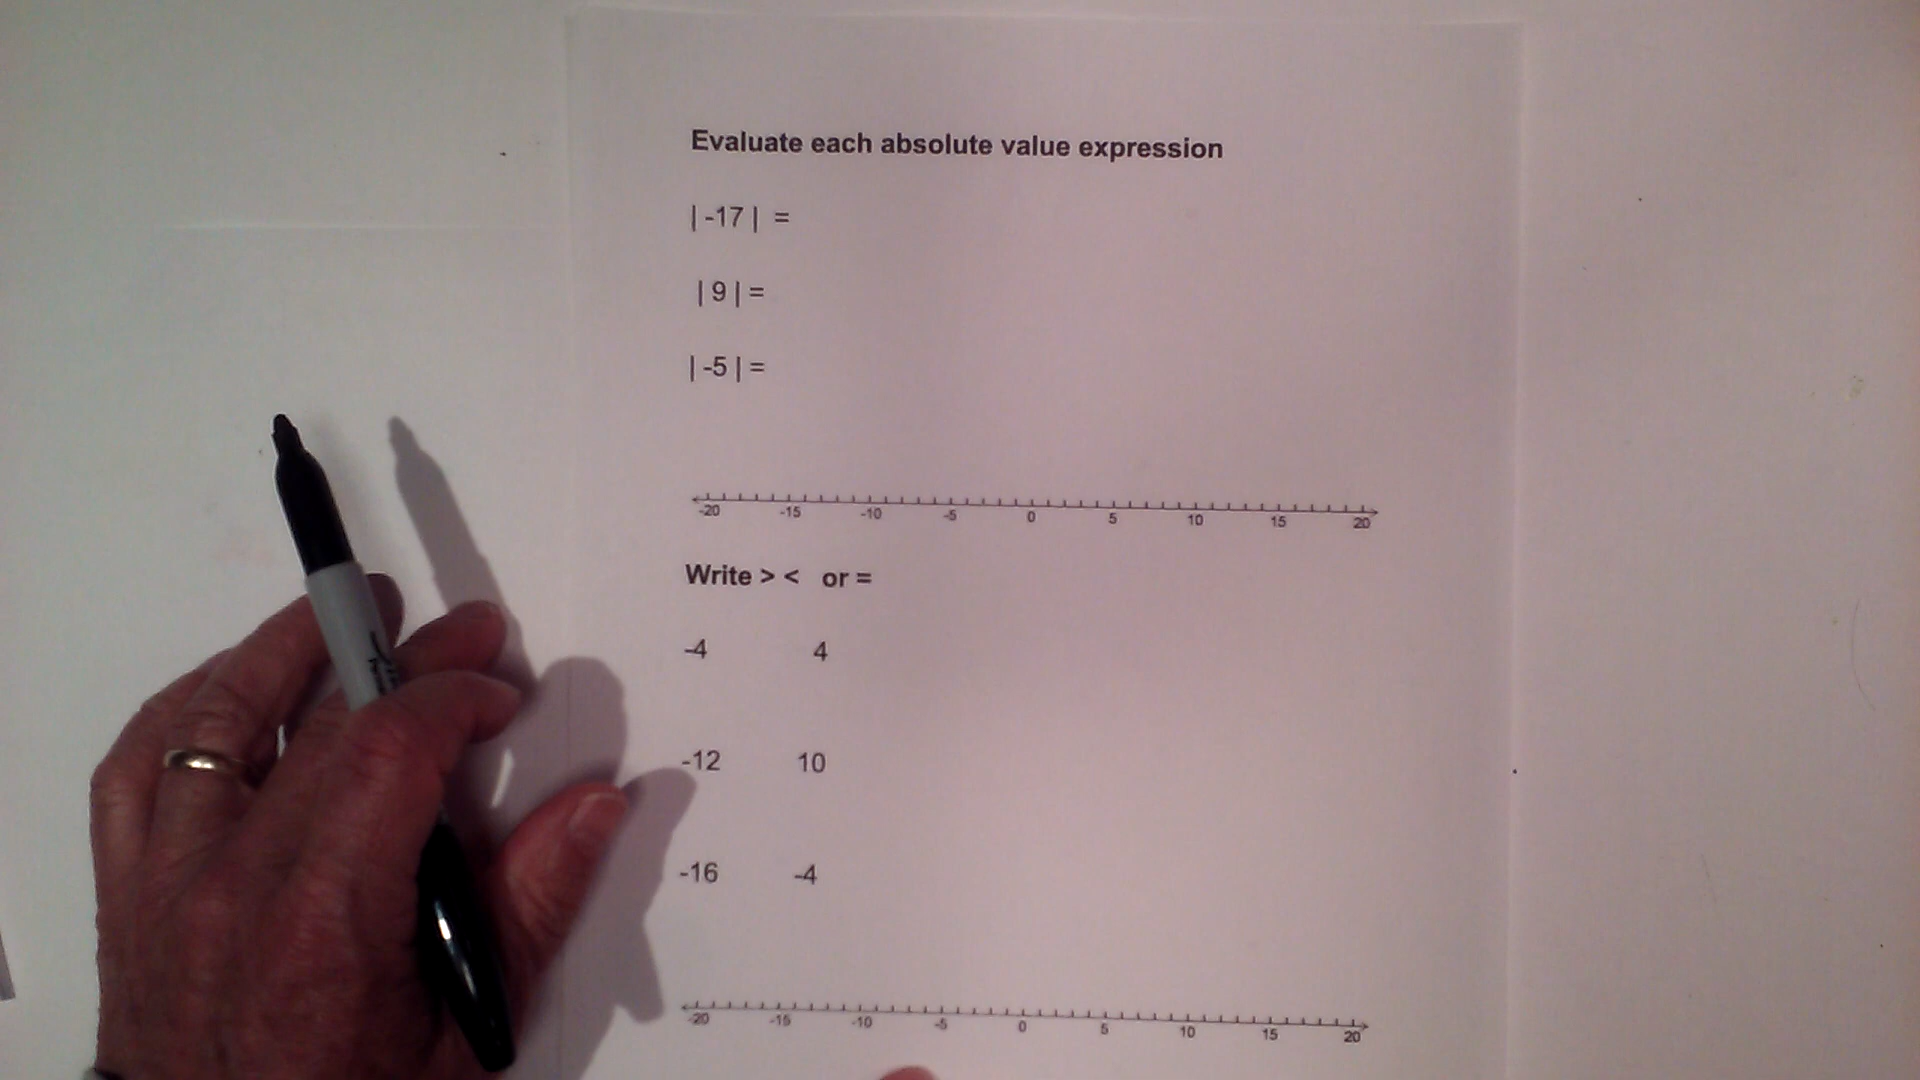 Evaluate each absolute value expression
| -17 | =
| 9 | =
| -5 | =
-20 -15 -10 -5 0 5 10 15 20
Write > < or =
-4 4
-12 10
-16 -4
-20 -15 -10 -5 0 5 10 15 20